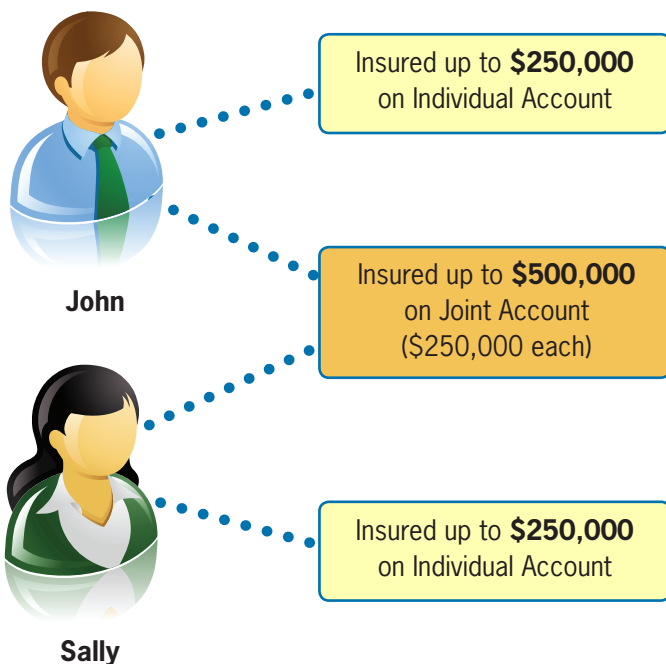 Insured up to $250,000
on Individual Account
John
Insured up to $500,000
on Joint Account
($250,000 each)
Insured up to $250,000
on Individual Account
Sally